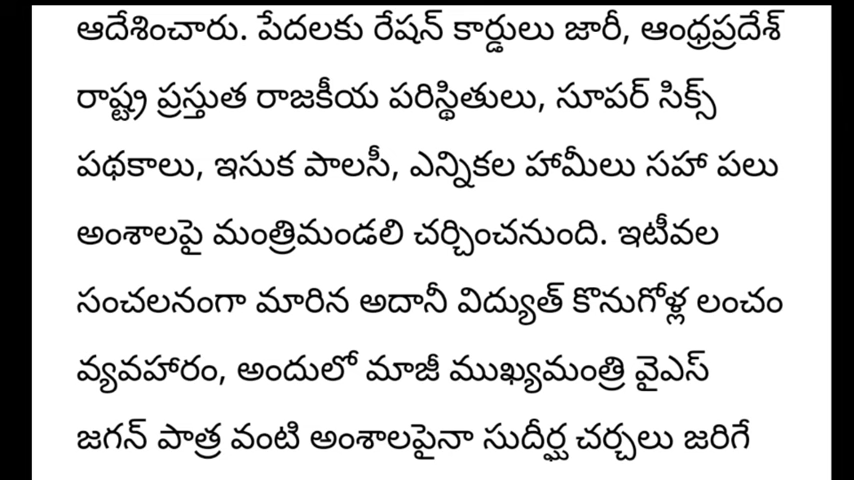 ఆదేశించారు. పేదలకు రేషన్ కార్డులు జారీ, ఆంధ్రప్రదేశ్
రాష్ట్ర ప్రస్తుత రాజకీయ పరిస్థితులు, సూపర్ సిక్స్
పథకాలు, ఇసుక పాలసీ, ఎన్నికల హామీలు సహా పలు
అంశాలపై మంత్రిమండలి చర్చించనుంది. ఇటీవల
సంచలనంగా మారిన అదానీ విద్యుత్ కొనుగోళ్ల లంచం
వ్యవహారం, అందులో మాజీ ముఖ్యమంత్రి వైఎస్
జగన్ పాత్ర వంటి అంశాలపైనా సుదీర్ఘ చర్చలు జరిగే